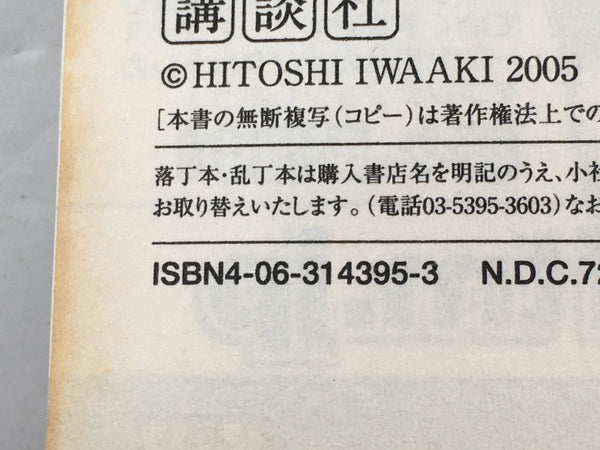 講談社
©HITOSHI IWAAKI 2005
[本書の無断複写(コピー)は著作権法上での
落丁本・乱丁本は購入書店名を明記のうえ、小社
お取り替えいたします。(電話03-5395-3603)なお
ISBN4-06-314395-3 N.D.C.72